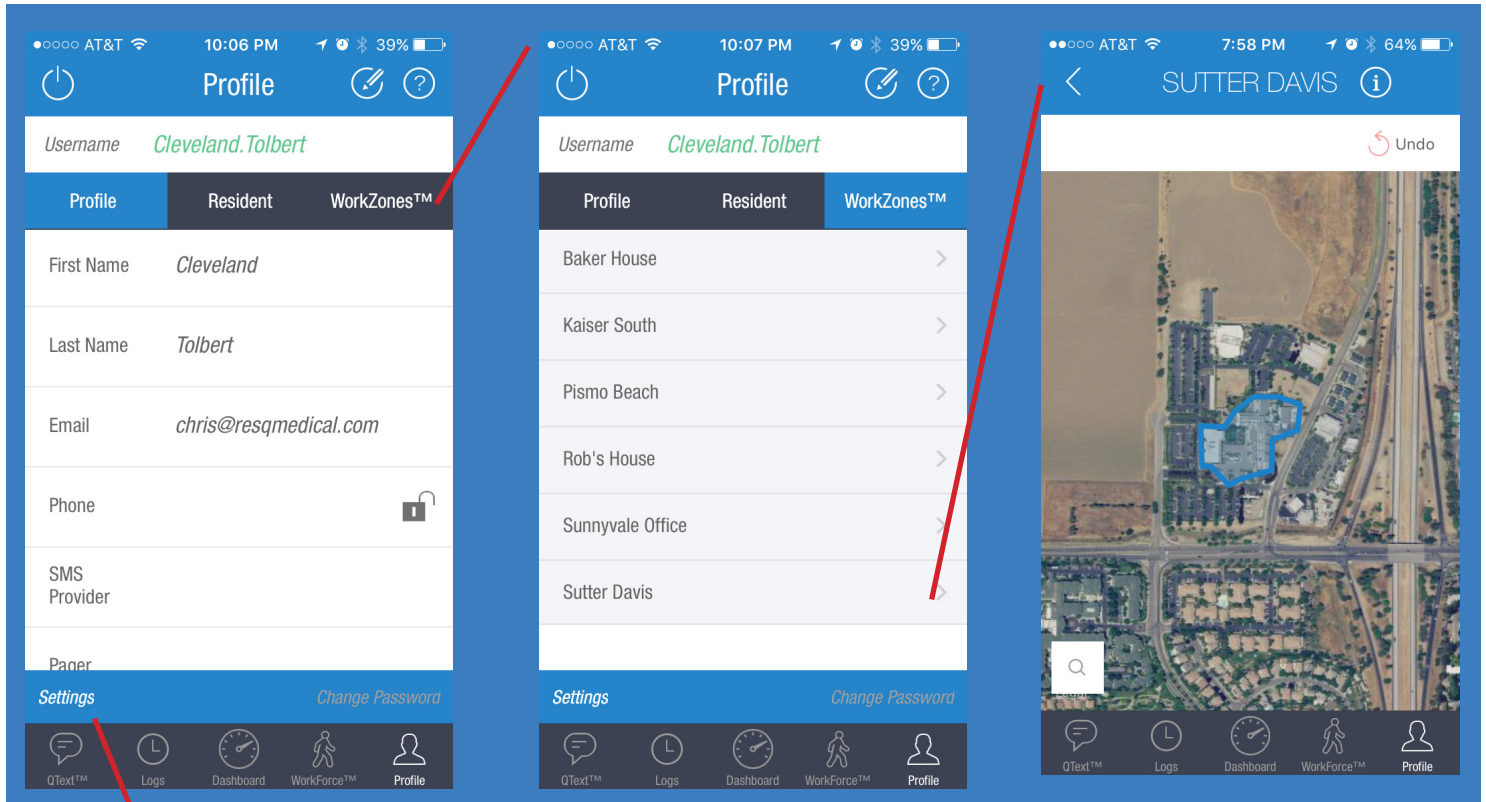 AT&T 10:06 PM 39%
Profile ?
Username Cleveland.Tolbert
Profile Resident WorkZones™
First Name Cleveland
Last Name Tolbert
Email chris@resqmedical.com
Phone
SMS
Provider
Pager
Settings Change Password
QText™ Logs Dashboard WorkForce™ Profile
AT&T 10:07 PM 39%
Profile ?
Username Cleveland.Tolbert
Profile Resident WorkZones™
Baker House
Kaiser South
Pismo Beach
Rob's House
Sunnyvale Office
Sutter Davis
Settings Change Password
QText™ Logs Dashboard WorkForce™ Profile
AT&T 7:58 PM 64%
SUTTER DAVIS i
Undo
Legal
QText™ Logs Dashboard WorkForce™ Profile